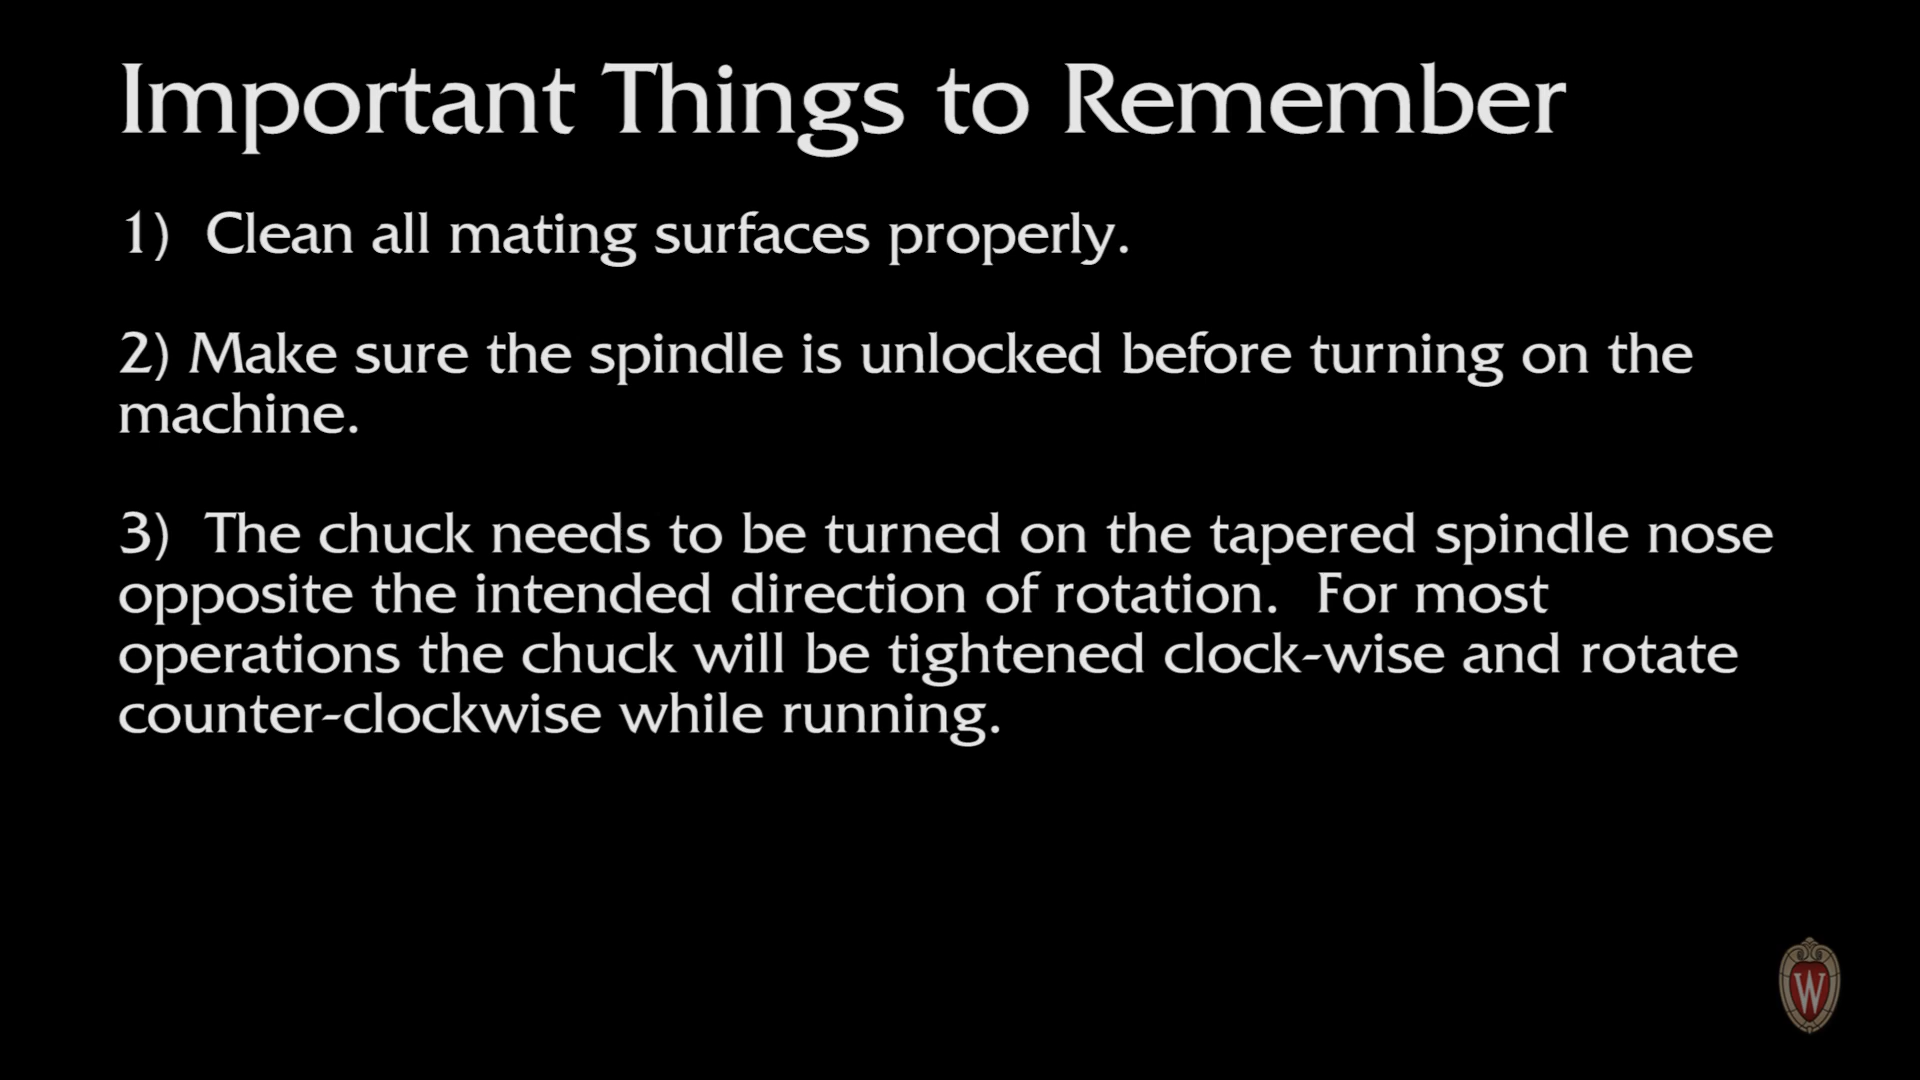 Important Things to Remember
1)  Clean all mating surfaces properly.
2) Make sure the spindle is unlocked before turning on the
machine.
3)  The chuck needs to be turned on the tapered spindle nose
opposite the intended direction of rotation.  For most
operations the chuck will be tightened clock-wise and rotate
counter-clockwise while running.
W